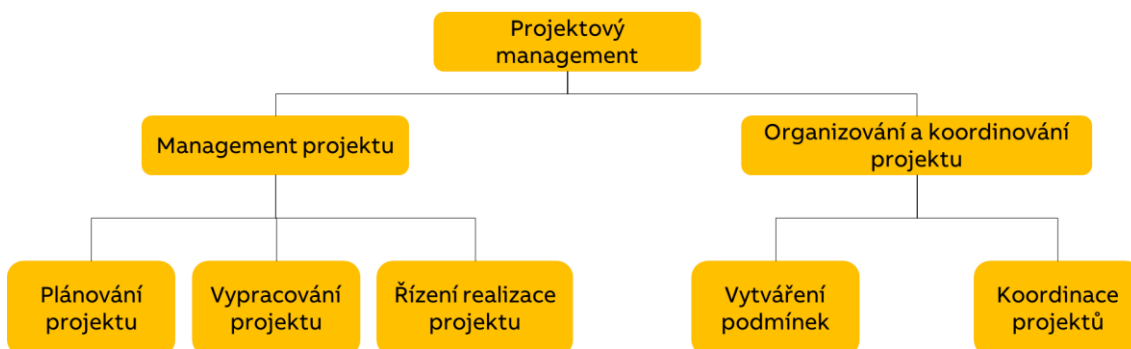 Projektový
management
Management projektu
Organizování a koordinování
projektu
Plánování
projektu
Vypracování
projektu
Řízení realizace
projektu
Vytváření
podmínek
Koordinace
projektů